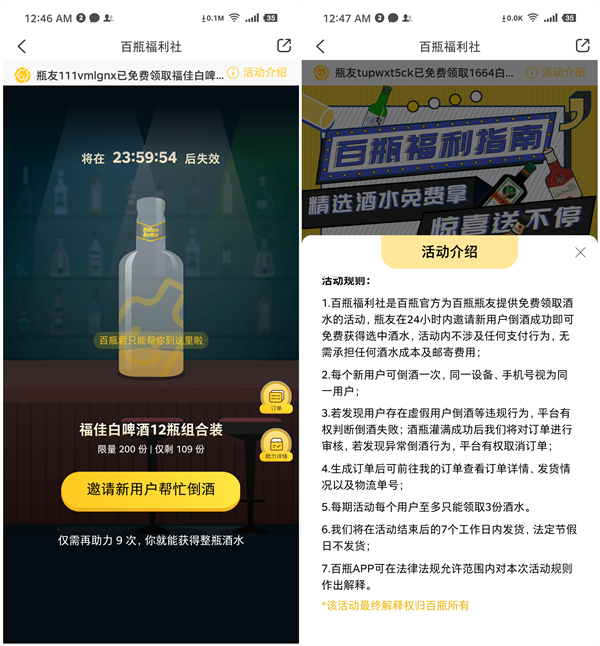 12:46 AM 2
0.1M 35
百瓶福利社
瓶友111vmlgnx已免费领取福佳白啤...
活动介绍
将在 23:59:54 后失效
百瓶君只能帮你到这里啦
订单
助力详情
福佳白啤酒12瓶组合装
限量 200 份 | 仅剩 109 份
邀请新用户帮忙倒酒
仅需再助力 9 次，你就能获得整瓶酒水
12:47 AM 2
0.0K 35
百瓶福利社
瓶友tupwxt5ck已免费领取1664白...
活动介绍
百瓶福利指南
精选酒水免费拿
惊喜送不停
活动介绍
活动规则：
1.百瓶福利社是百瓶官方为百瓶瓶友提供免费领取酒
水的活动，瓶友在24小时内邀请新用户倒酒成功即可
免费获得选中酒水，活动内不涉及任何支付行为，无
需承担任何酒水成本及邮寄费用；
2.每个新用户可倒酒一次，同一设备、手机号视为同
一用户；
3.若发现用户存在虚假用户倒酒等违规行为，平台有
权判断倒酒失败；酒瓶灌满成功后我们将对订单进行
审核，若发现异常倒酒行为，平台有权取消订单；
4.生成订单后可前往我的订单查看订单详情、发货情
况以及物流单号；
5.每期活动每个用户至多只能领取3份酒水。
6.我们将在活动结束后的7个工作日内发货，法定节假
日不发货；
7.百瓶APP可在法律法规允许范围内对本次活动规则
作出解释。
*该活动最终解释权归百瓶所有